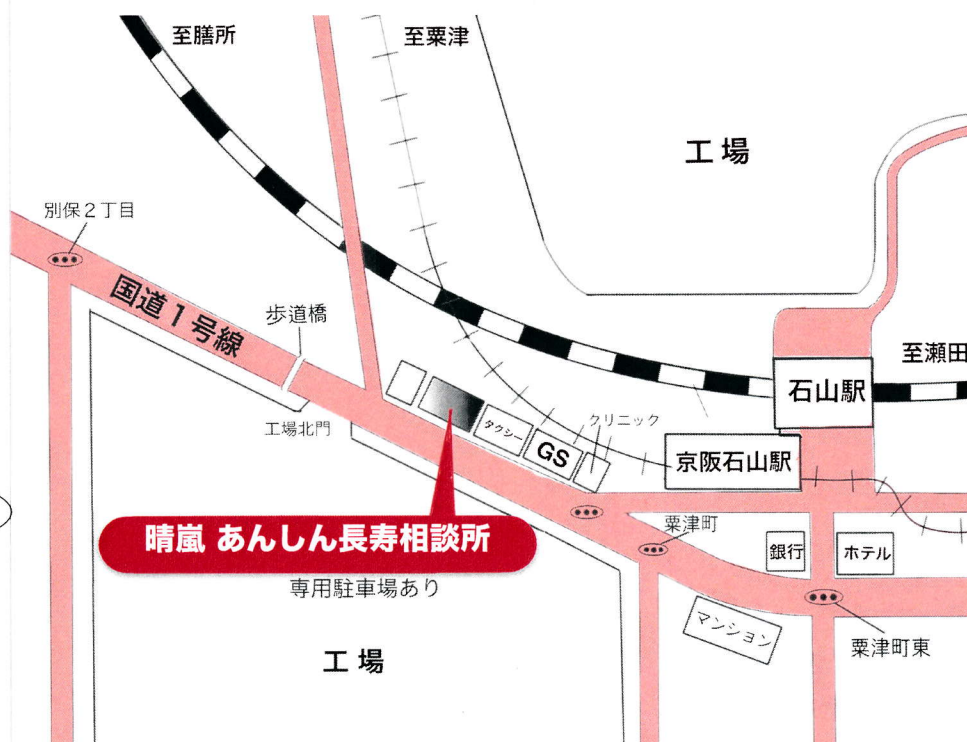 至膳所
至粟津
工場
別保２丁目
国道１号線
歩道橋
至瀬田
石山駅
クリニック
タクシー
GS
工場北門
京阪石山駅
晴嵐 あんしん長寿相談所
専用駐車場あり
粟津町
銀行
ホテル
マンション
粟津町東
工場